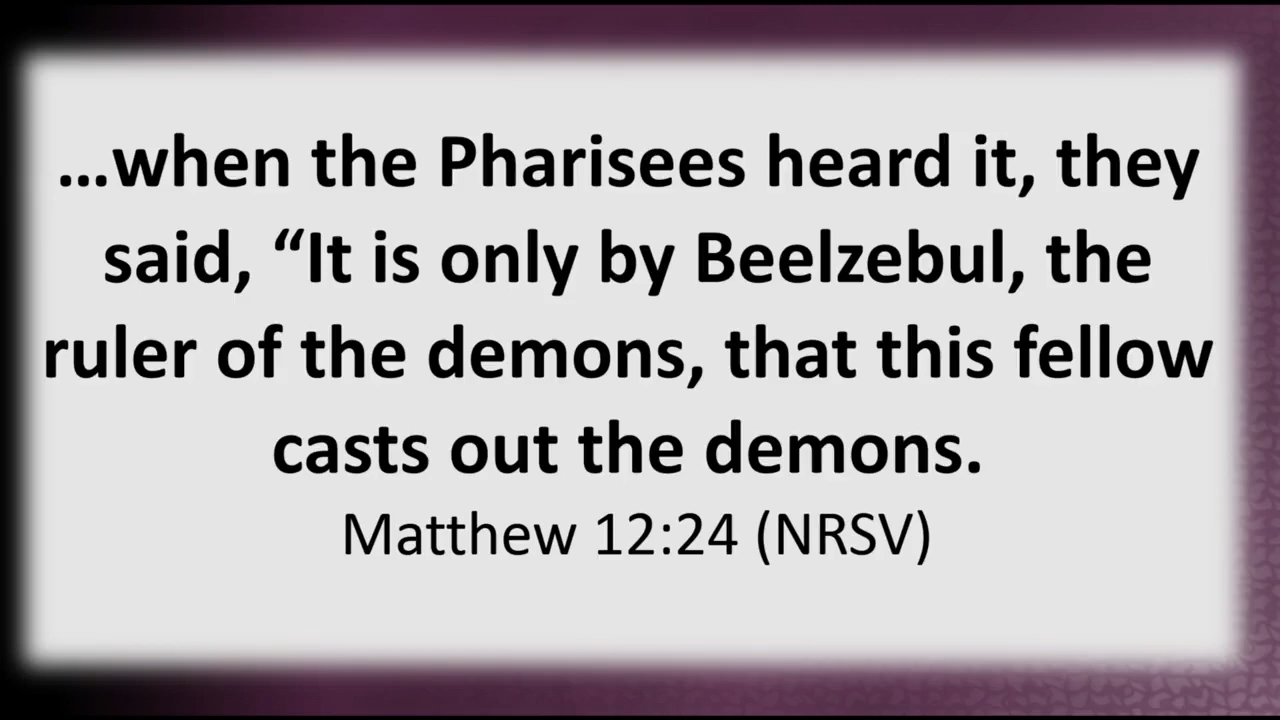 ...when the Pharisees heard it, they
said, “It is only by Beelzebul, the
ruler of the demons, that this fellow
casts out the demons.
Matthew 12:24 (NRSV)